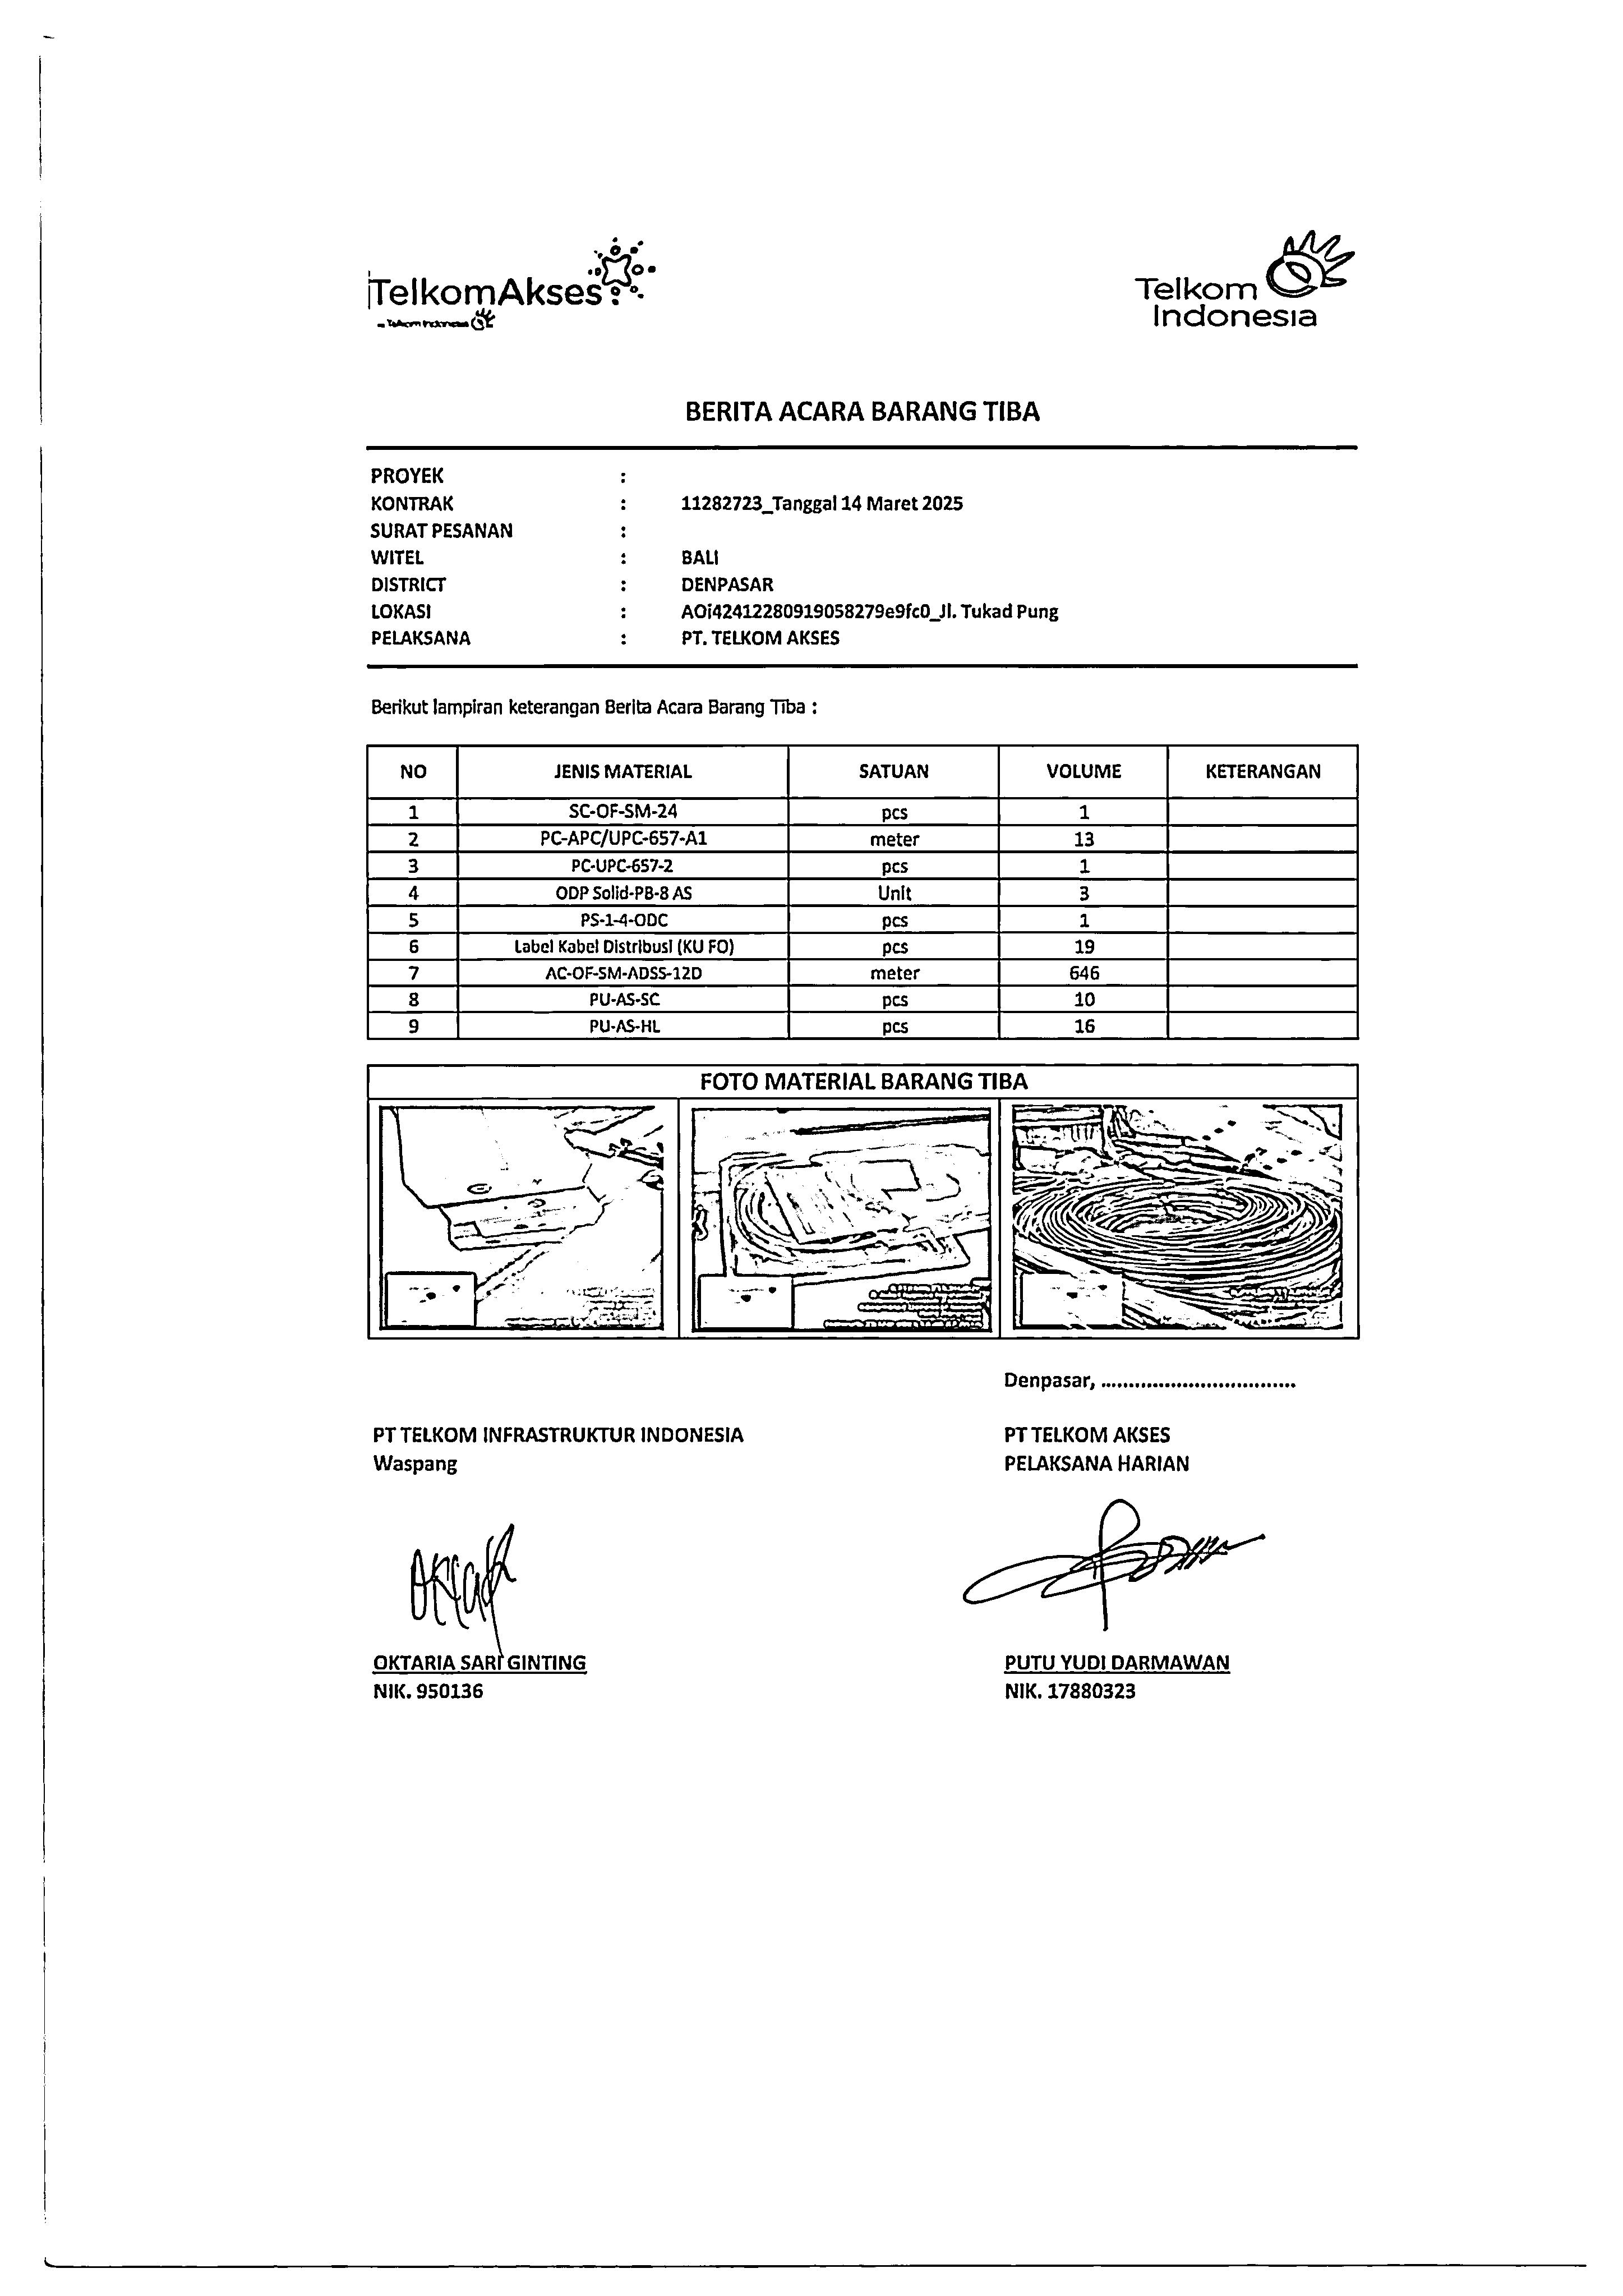 TelkomAkses
Telkom
Indonesia
BERITA ACARA BARANG TIBA
PROYEK :
KONTRAK : 11282723_Tanggal 14 Maret 2025
SURAT PESANAN :
WITEL : BALI
DISTRICT : DENPASAR
LOKASI : AOi42412280919058279e9fc0_Jl. Tukad Pung
PELAKSANA : PT. TELKOM AKSES
Berikut lampiran keterangan Berita Acara Barang Tiba :
NO JENIS MATERIAL SATUAN VOLUME KETERANGAN
1 SC-OF-SM-24 pcs 1
2 PC-APC/UPC-657-A1 meter 13
3 PC-UPC-657-2 pcs 1
4 ODP Solid-PB-8 AS Unit 3
5 PS-1-4-ODC pcs 1
6 Label Kabel Distribusi (KU FO) pcs 19
7 AC-OF-SM-ADSS-12D meter 646
8 PU-AS-SC pcs 10
9 PU-AS-HL pcs 16
FOTO MATERIAL BARANG TIBA
Denpasar, ..................................
PT TELKOM INFRASTRUKTUR INDONESIA
Waspang
PT TELKOM AKSES
PELAKSANA HARIAN
OKTARIA SARI GINTING
NIK. 950136
PUTU YUDI DARMAWAN
NIK. 17880323